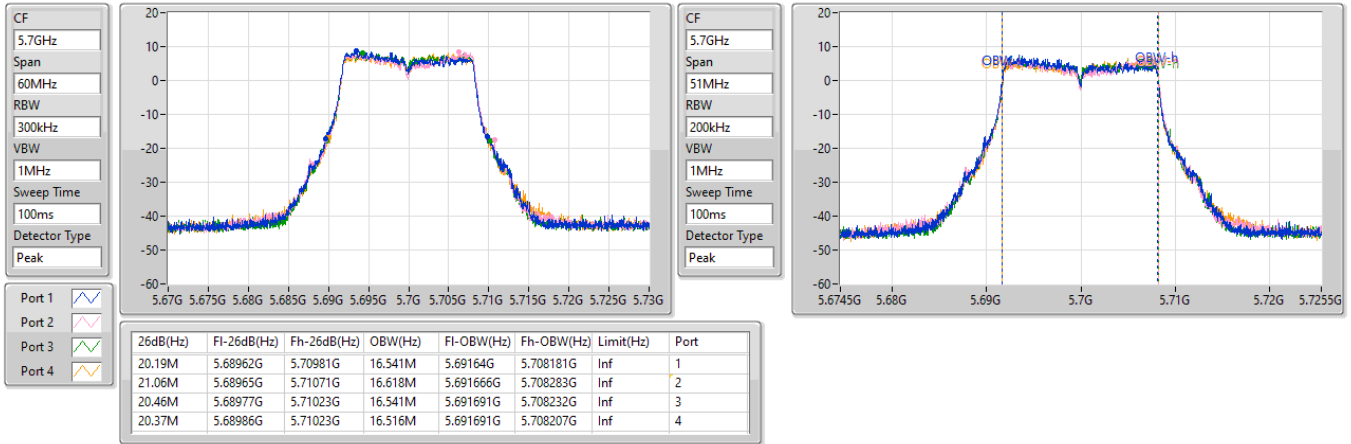 CF
5.7GHz
Span
60MHz
RBW
300kHz
VBW
1MHz
Sweep Time
100ms
Detector Type
Peak
20
10
0
-10
-20
-30
-40
-50
-60
5.67G 5.675G 5.68G 5.685G 5.69G 5.695G 5.7G 5.705G 5.71G 5.715G 5.72G 5.725G 5.73G
CF
5.7GHz
Span
51MHz
RBW
200kHz
VBW
1MHz
Sweep Time
100ms
Detector Type
Peak
20
10
0
-10
-20
-30
-40
-50
-60
OBW-h
5.6745G 5.68G 5.69G 5.7G 5.71G 5.72G 5.7255G
Port 1
Port 2
Port 3
Port 4
26dB(Hz) Fl-26dB(Hz) Fh-26dB(Hz) OBW(Hz) Fl-OBW(Hz) Fh-OBW(Hz) Limit(Hz) Port
20.19M 5.68962G 5.70981G 16.541M 5.69164G 5.708181G Inf 1
21.06M 5.68965G 5.71071G 16.618M 5.691666G 5.708283G Inf 2
20.46M 5.68977G 5.71023G 16.541M 5.691691G 5.708232G Inf 3
20.37M 5.68986G 5.71023G 16.516M 5.691691G 5.708207G Inf 4